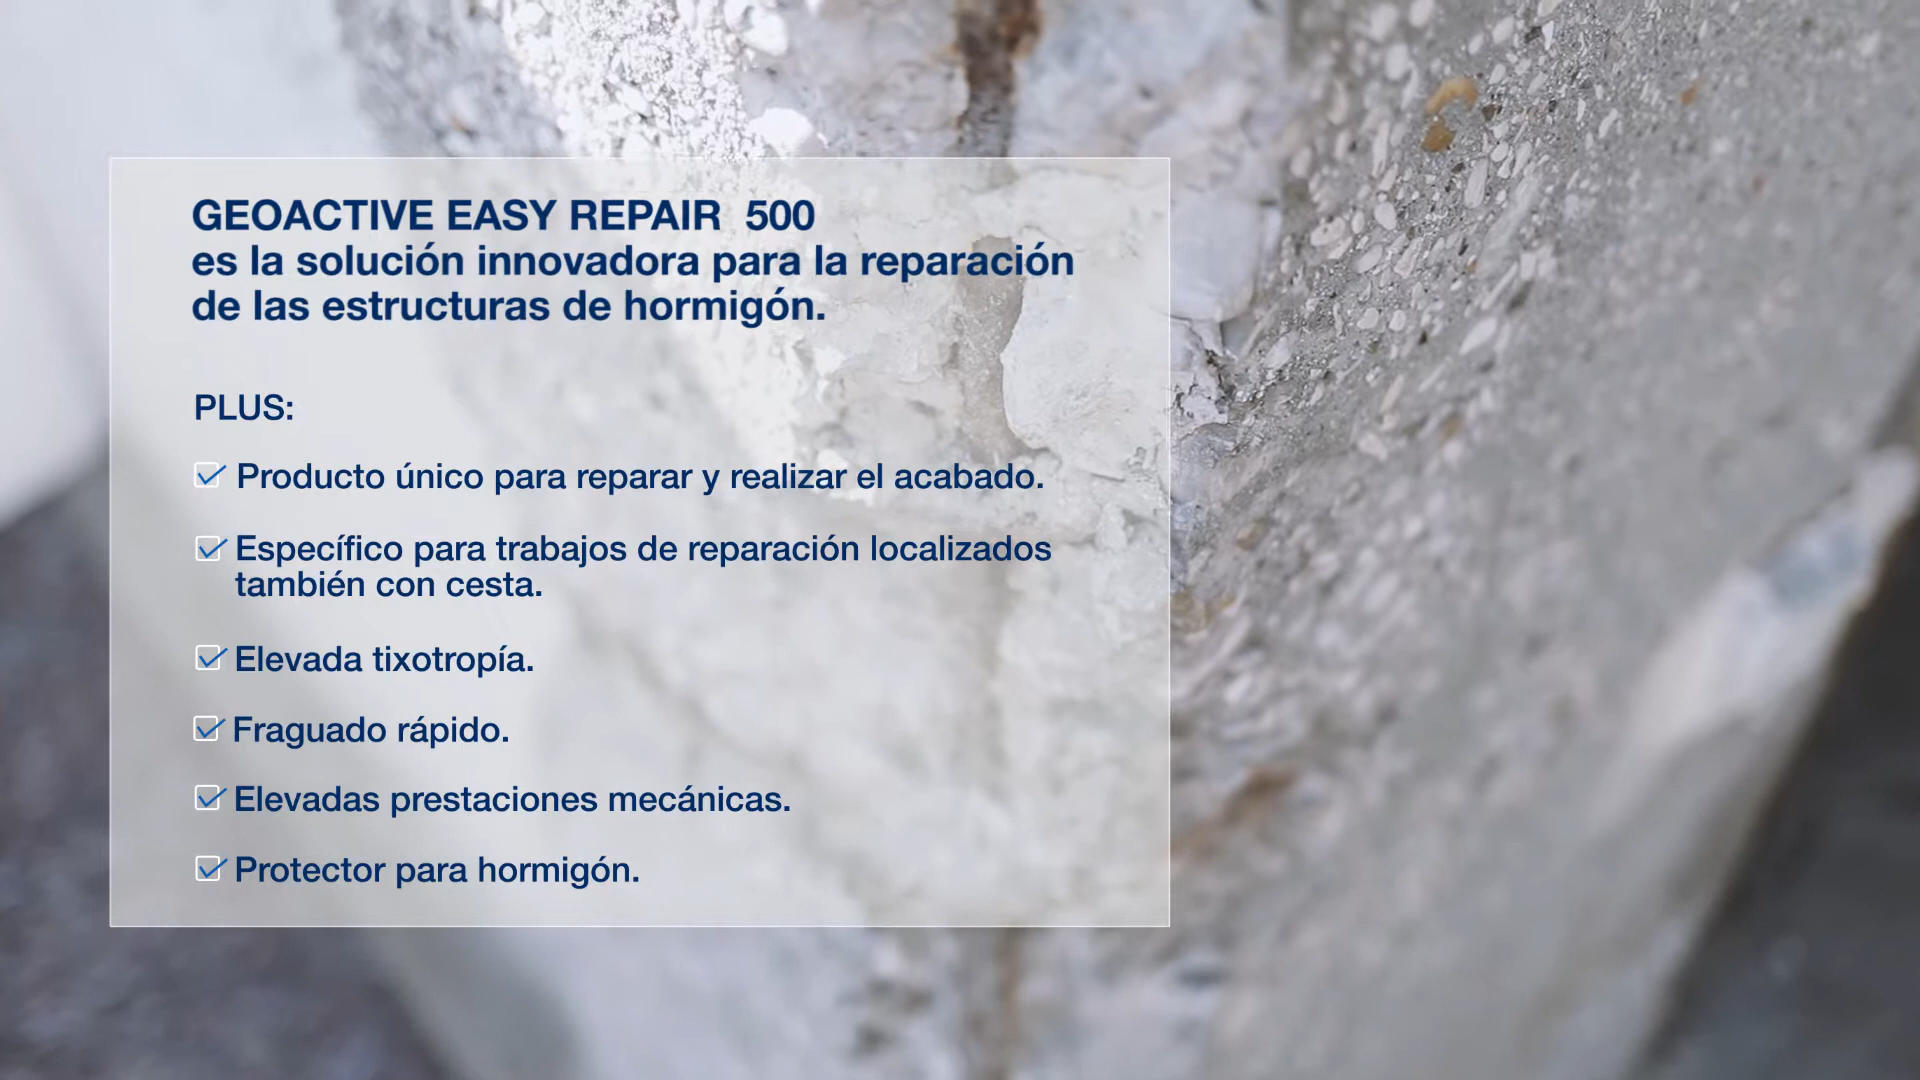 GEOACTIVE EASY REPAIR 500
es la solución innovadora para la reparación
de las estructuras de hormigón.
PLUS:
Producto único para reparar y realizar el acabado.
Específico para trabajos de reparación localizados
también con cesta.
Elevada tixotropía.
Fraguado rápido.
Elevadas prestaciones mecánicas.
Protector para hormigón.